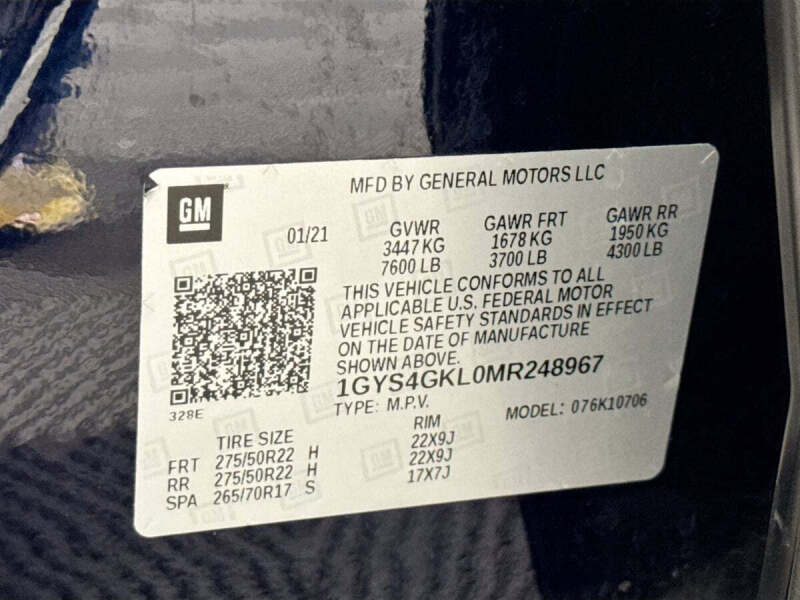 MFD BY GENERAL MOTORS LLC
GM
01/21
GVWR GAWR FRT GAWR RR
3447 KG 1678 KG 1950 KG
7600 LB 3700 LB 4300 LB
THIS VEHICLE CONFORMS TO ALL
APPLICABLE U.S. FEDERAL MOTOR
VEHICLE SAFETY STANDARDS IN EFFECT
ON THE DATE OF MANUFACTURE
SHOWN ABOVE.
1GYS4GKL0MR248967
328E
TYPE: M.P.V. MODEL: 076K10706
TIRE SIZE RIM
FRT 275/50R22 H 22X9J
RR 275/50R22 H 22X9J
SPA 265/70R17 S 17X7J